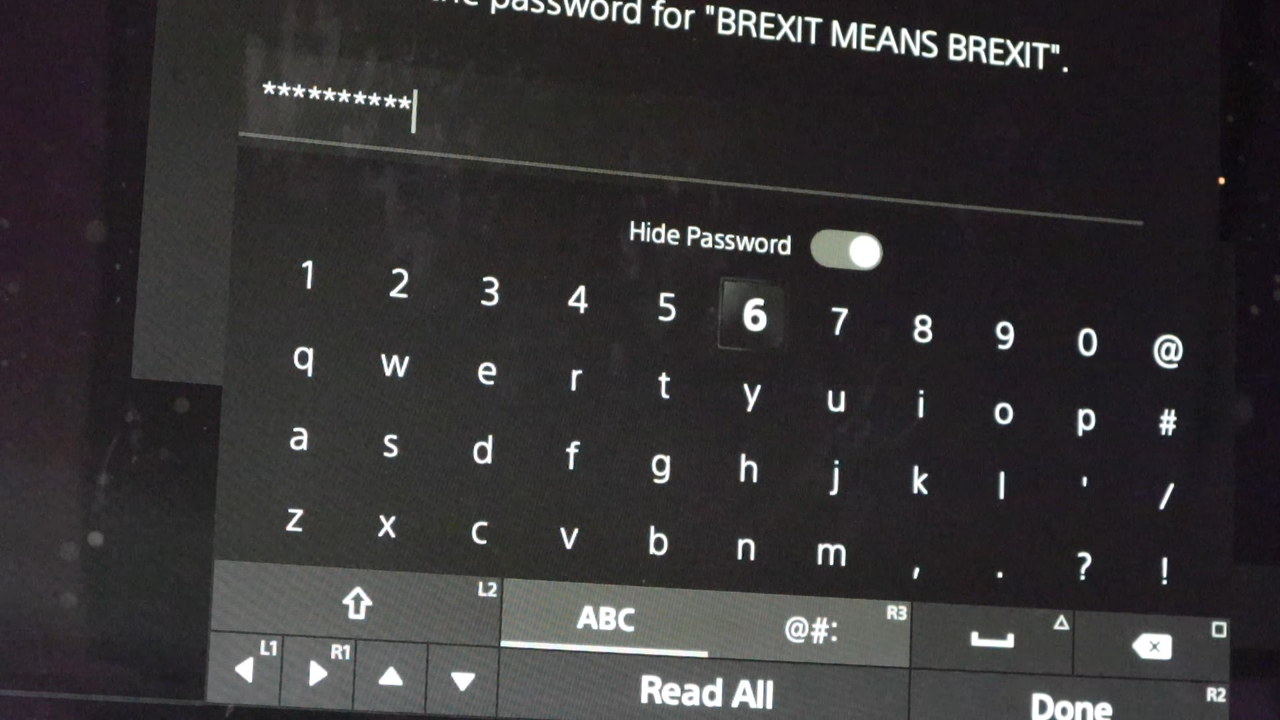 password for "BREXIT MEANS BREXIT".
**********
Hide Password
1 2 3 4 5 6 7 8 9 0 @
q w e r t y u i o p #
a s d f g h j k l ' /
z x c v b n m , . ? !
L2 ABC @#: R3
L1 R1 Read All Done R2